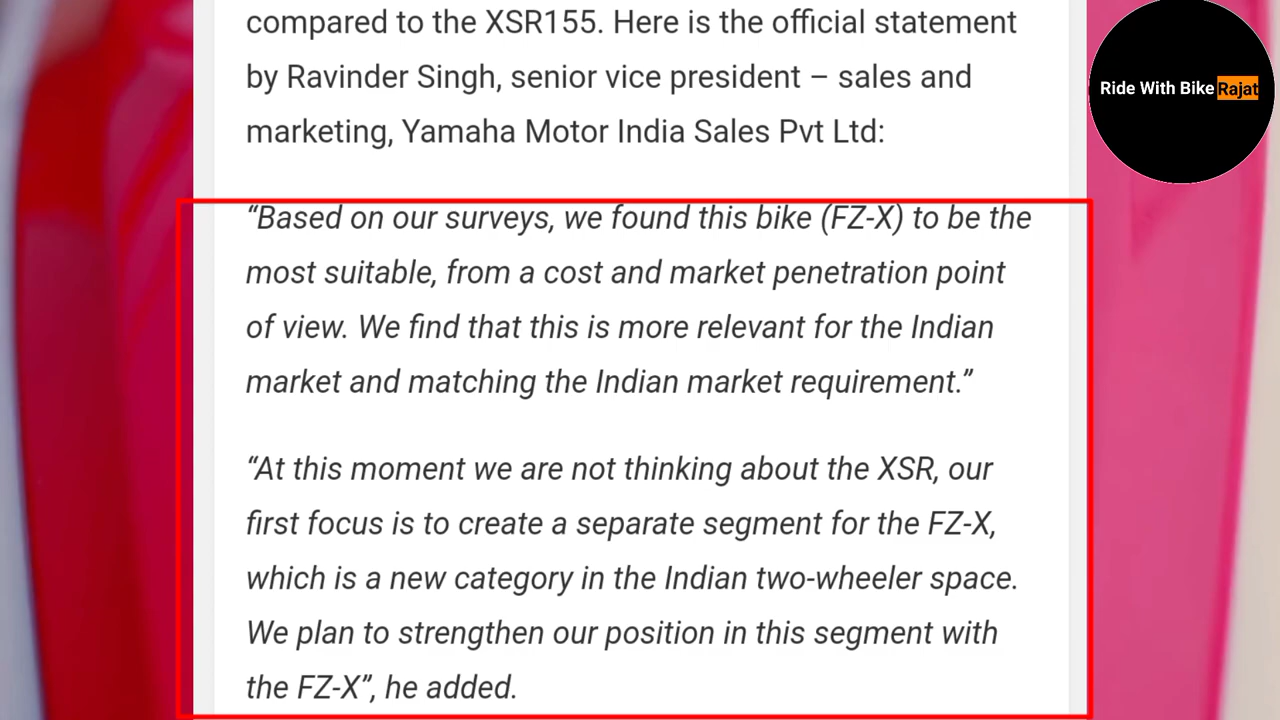 compared to the XSR155. Here is the official statement
by Ravinder Singh, senior vice president – sales and
marketing, Yamaha Motor India Sales Pvt Ltd:
“Based on our surveys, we found this bike (FZ-X) to be the
most suitable, from a cost and market penetration point
of view. We find that this is more relevant for the Indian
market and matching the Indian market requirement.”
“At this moment we are not thinking about the XSR, our
first focus is to create a separate segment for the FZ-X,
which is a new category in the Indian two-wheeler space.
We plan to strengthen our position in this segment with
the FZ-X”, he added.
Ride With Bike Rajat